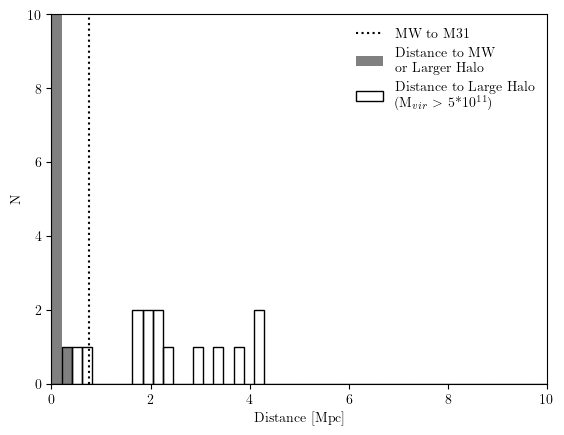 MW to M31
Distance to MW
or Larger Halo
Distance to Large Halo
(M_vir > 5*10^11)
10
8
6
4
2
0
N
0 2 4 6 8 10
Distance [Mpc]